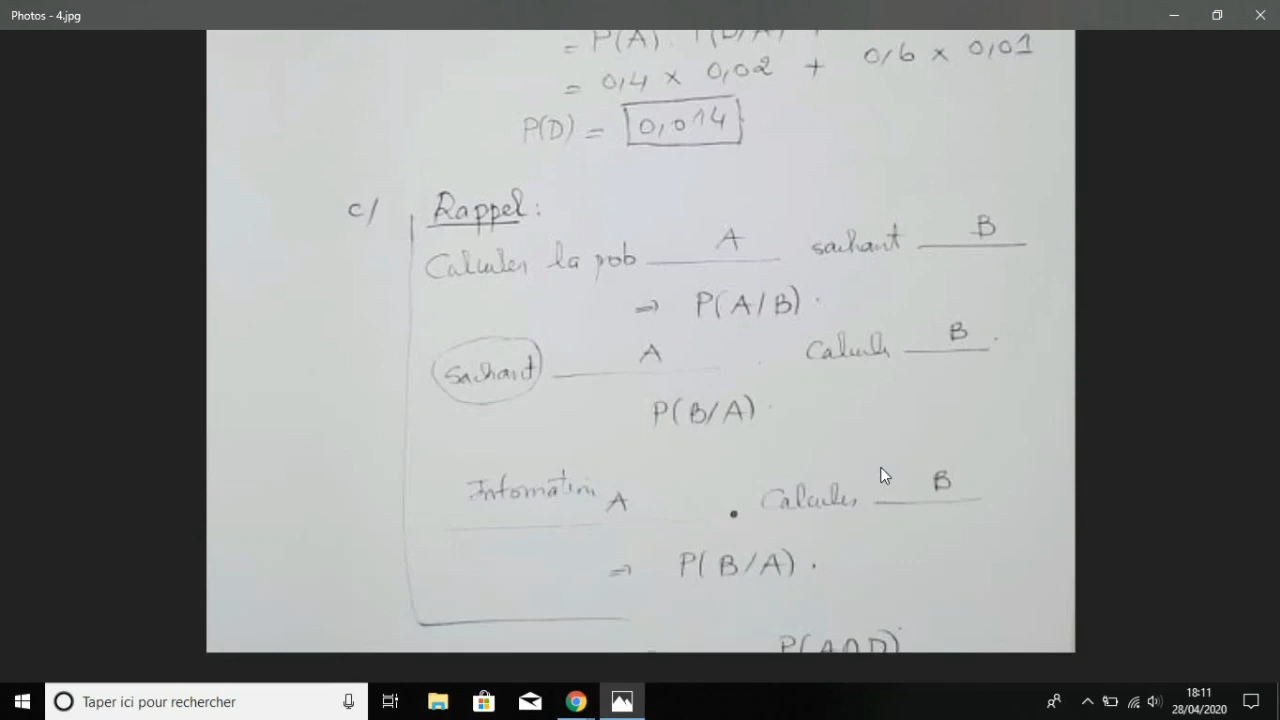 Photos - 4.jpg
= P(A) . P(D/A) +
= 0,4 × 0,02 + 0,6 × 0,01
P(D) = 0,014
c/ Rappel :
Calculer la pob A sachant B
⇒ P(A/B) .
Sachant A . Calculer B .
P(B/A) .
Information A . Calculer B
⇒ P(B/A) .
P(A∩D)
Taper ici pour rechercher
18:11
28/04/2020